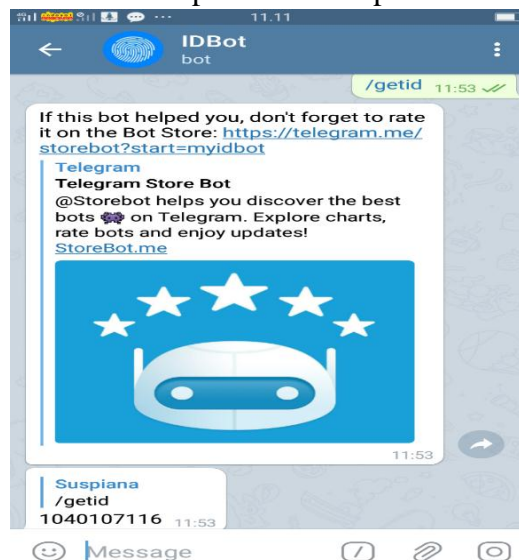 11.11
IDBot
bot
/getid 11:53
If this bot helped you, don't forget to rate
it on the Bot Store: https://telegram.me/
storebot?start=myidbot
Telegram
Telegram Store Bot
@Storebot helps you discover the best
bots 👾 on Telegram. Explore charts,
rate bots and enjoy updates!
StoreBot.me
11:53
Suspiana
/getid
1040107116 11:53
Message